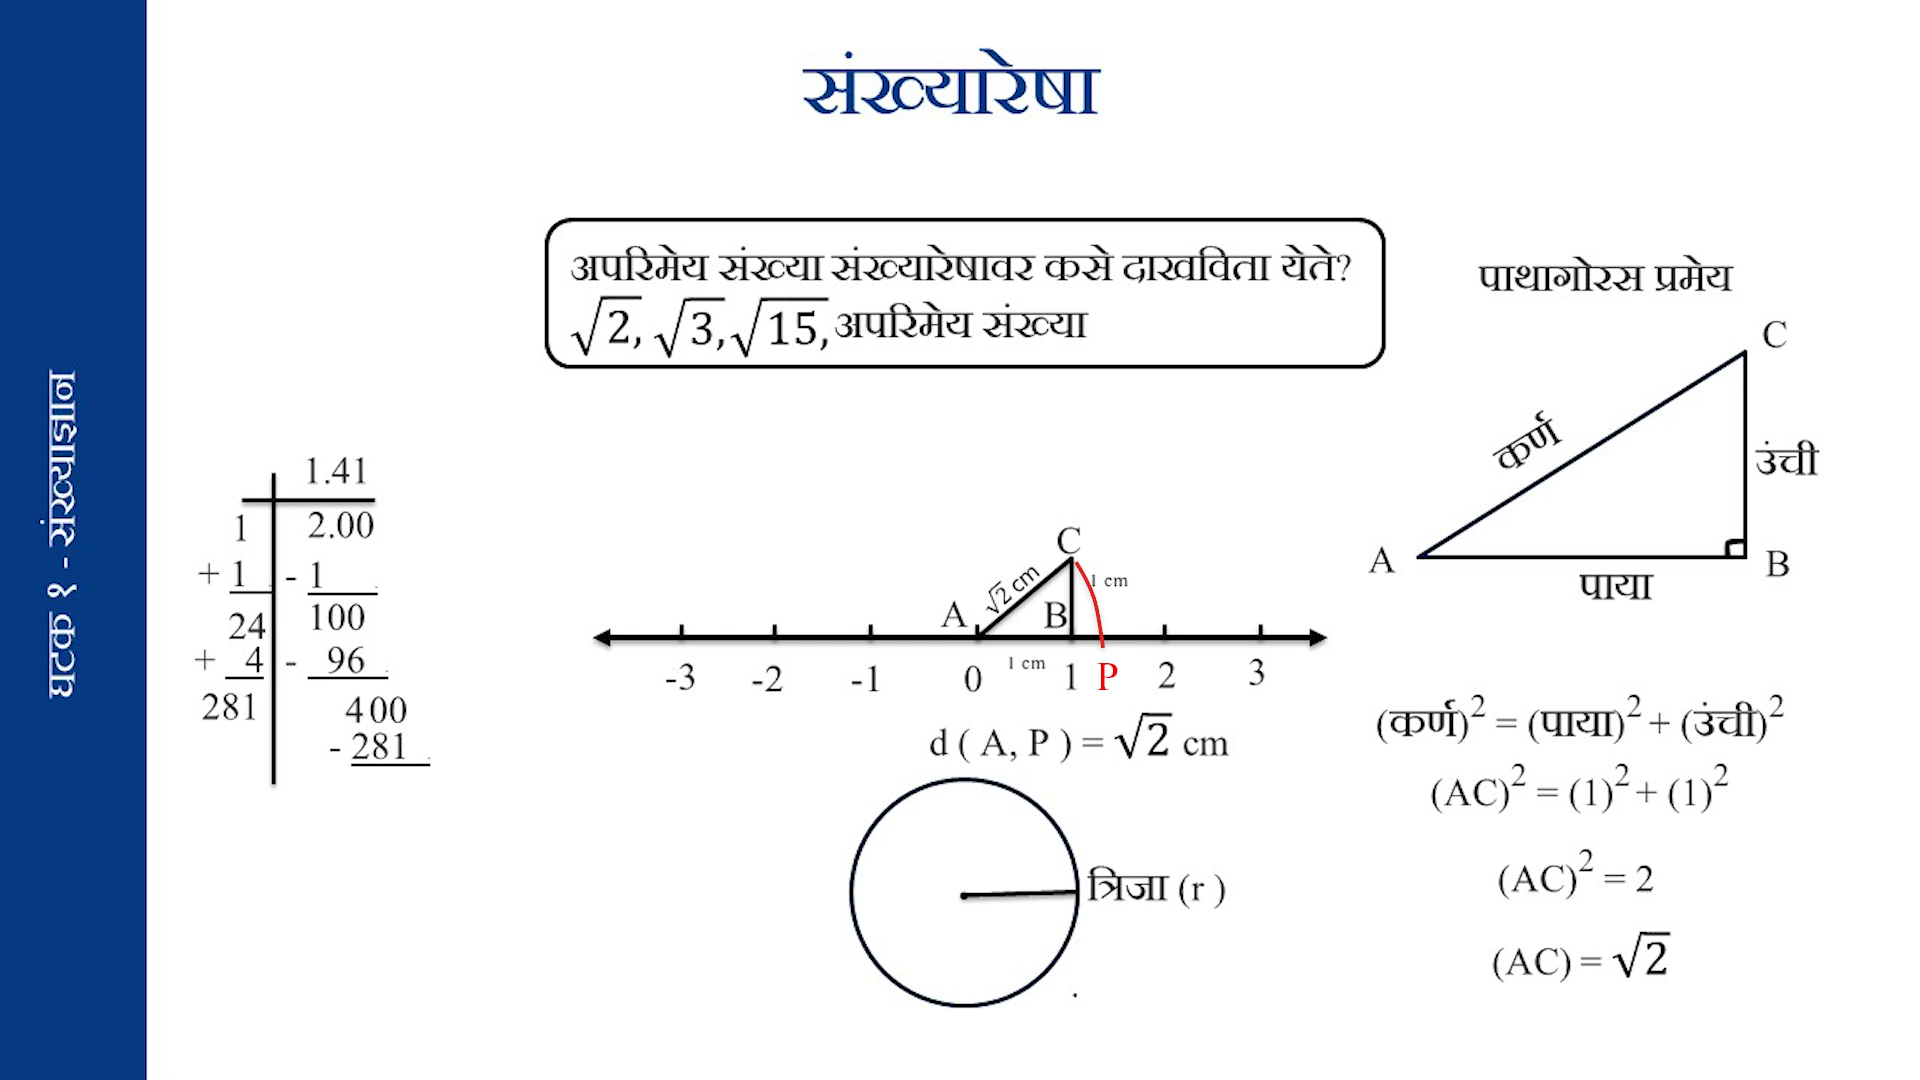 संख्यारेषा
घटक १ - संख्याज्ञान
अपरिमेय संख्या संख्यारेषावर कसे दाखविता येते?
√2, √3, √15, अपरिमेय संख्या
1.41
1 2.00
+ 1 - 1
24 100
+ 4 - 96
281 400
- 281
C
√2 cm
1 cm
A B
-3 -2 -1 0 1 cm 1 P 2 3
d ( A, P ) = √2 cm
त्रिजा (r )
पाथागोरस प्रमेय
C
कर्ण
उंची
A B
पाया
(कर्ण)² = (पाया)² + (उंची)²
(AC)² = (1)² + (1)²
(AC)² = 2
(AC) = √2